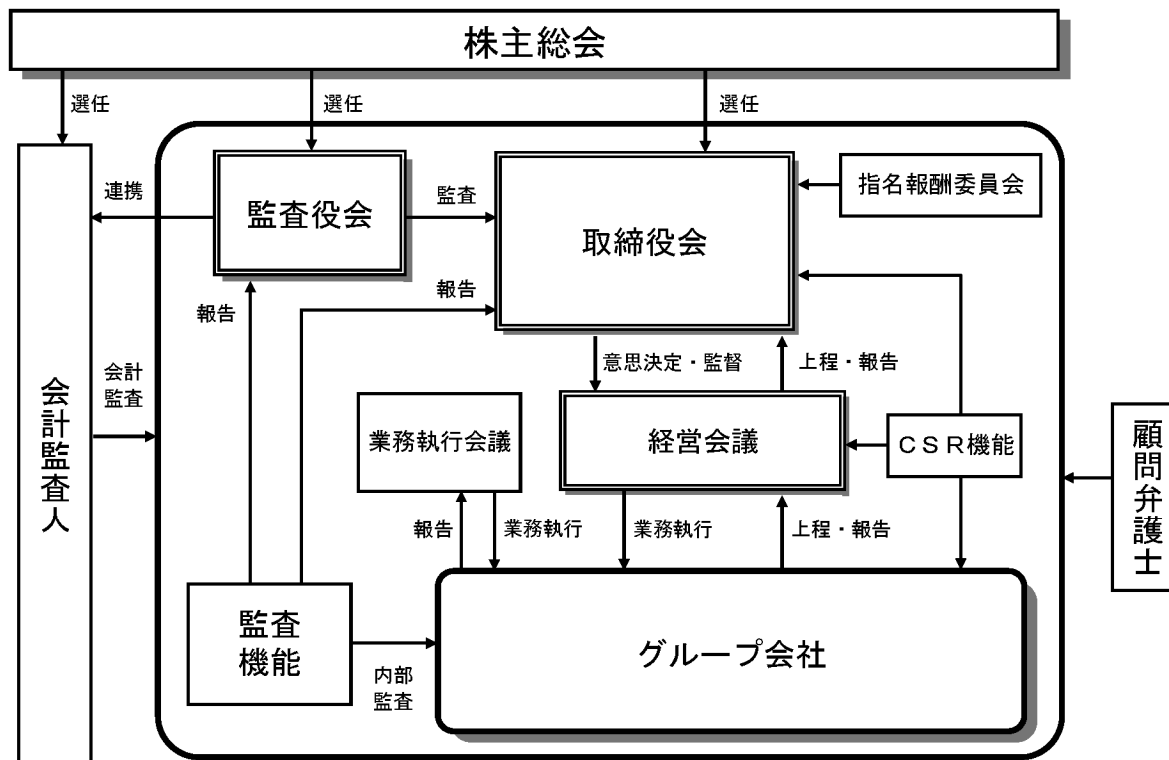 株主総会
選任
選任
選任
連携
監査役会
監査
取締役会
指名報酬委員会
報告
報告
意思決定・監督
上程・報告
会計
監査
会計監査人
業務執行会議
経営会議
ＣＳＲ機能
顧問弁護士
報告
業務執行
業務執行
上程・報告
監査
機能
内部
監査
グループ会社